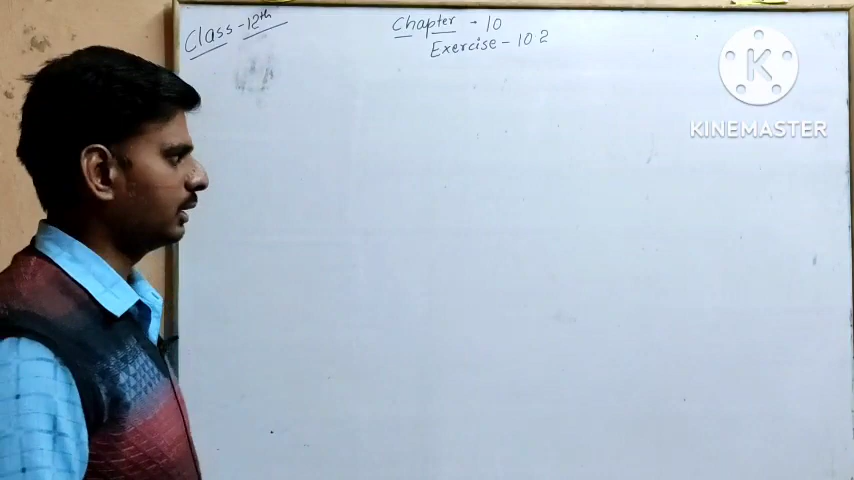 Class-12th
Chapter - 10
Exercise - 10.2
K
KINEMASTER